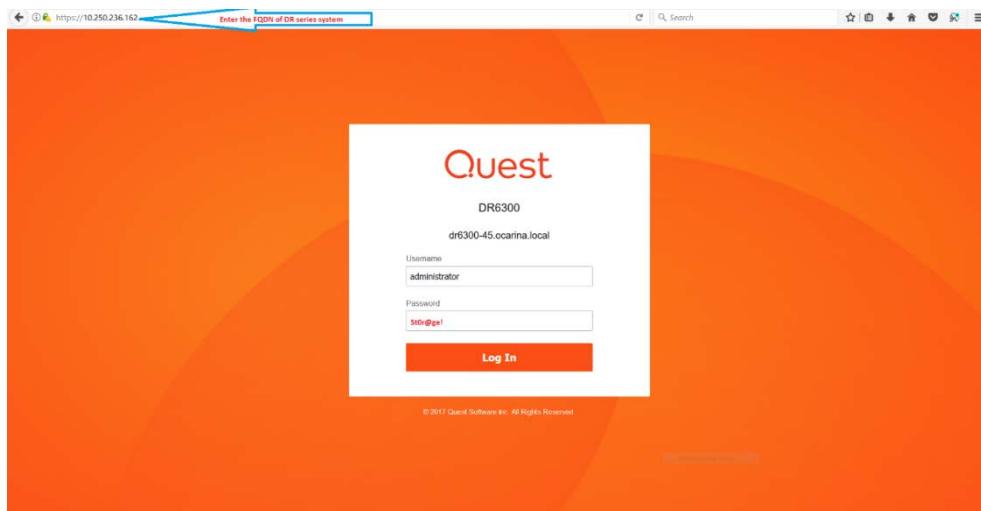 https://10.250.236.162
Enter the FQDN of DR series system
Search
Quest
DR6300
dr6300-45.ocarina.local
Username
administrator
Password
St0r@ge!
Log In
© 2017 Quest Software Inc. All Rights Reserved